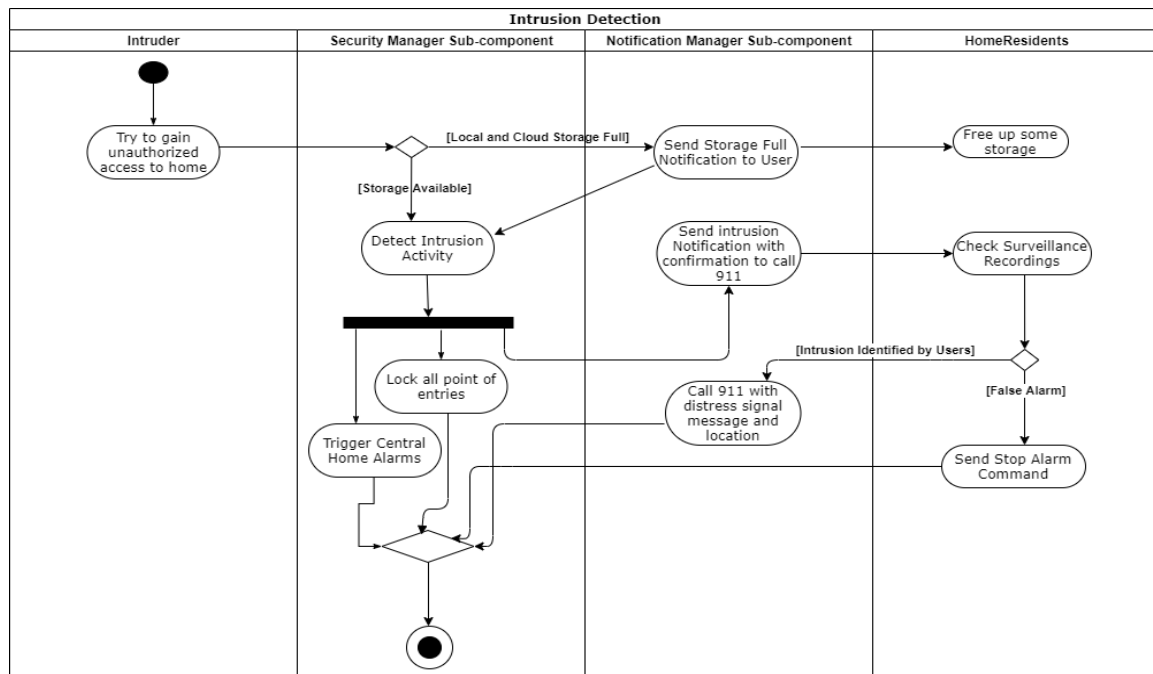 Intrusion Detection
Intruder
Security Manager Sub-component
Notification Manager Sub-component
HomeResidents
Try to gain
unauthorized
access to home
[Local and Cloud Storage Full]
Send Storage Full
Notification to User
Free up some
storage
[Storage Available]
Detect Intrusion
Activity
Send intrusion
Notification with
confirmation to call
911
Check Surveillance
Recordings
[Intrusion Identified by Users]
[False Alarm]
Lock all point of
entries
Call 911 with
distress signal
message and
location
Trigger Central
Home Alarms
Send Stop Alarm
Command